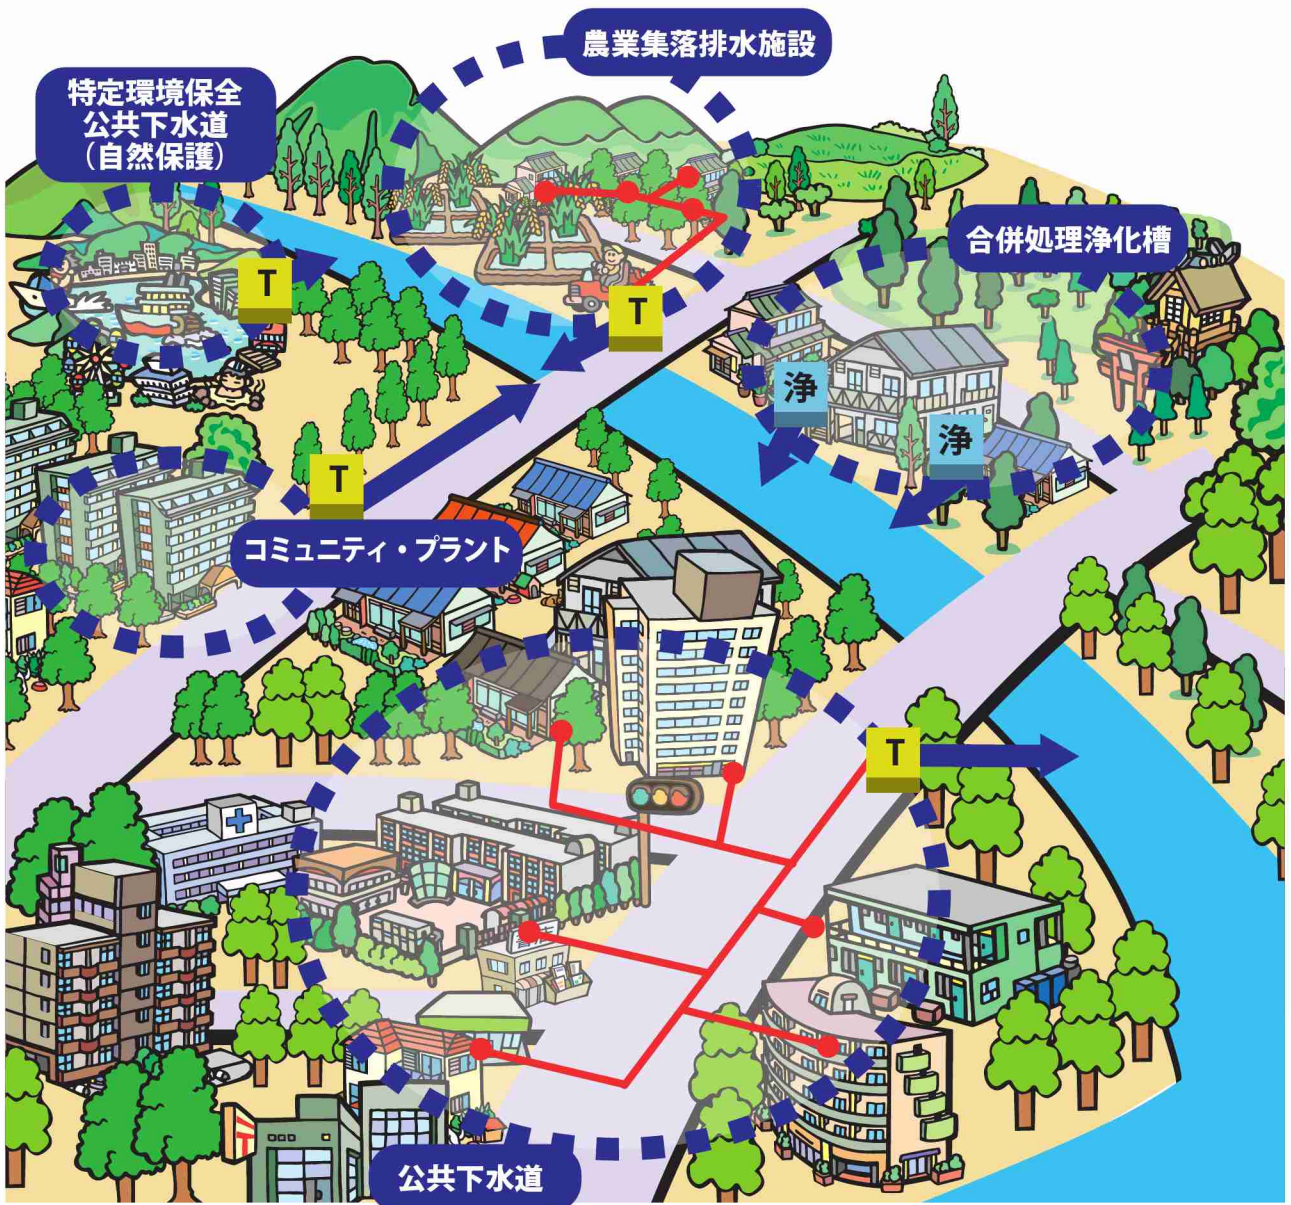 農業集落排水施設
特定環境保全
公共下水道
（自然保護）
合併処理浄化槽
T
T
浄
浄
T
コミュニティ・プラント
T
公共下水道